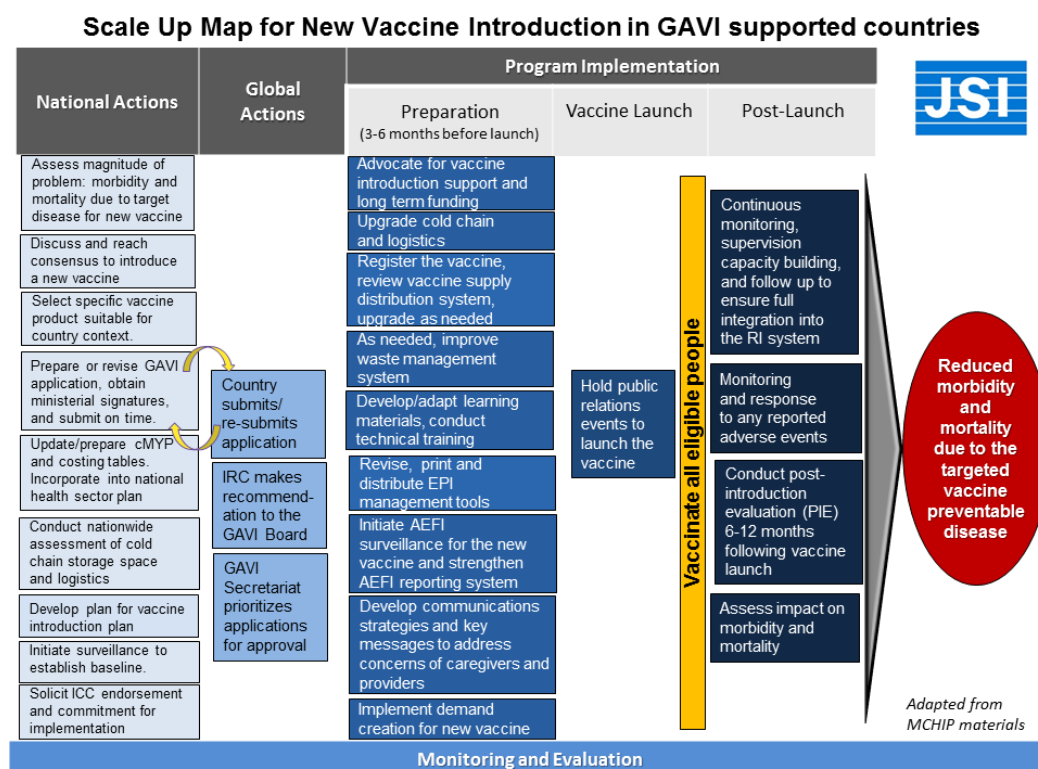 Scale Up Map for New Vaccine Introduction in GAVI supported countries
National Actions
Global
Actions
Program Implementation
Preparation
(3-6 months before launch)
Vaccine Launch
Post-Launch
JSI
Assess magnitude of
problem: morbidity and
mortality due to target
disease for new vaccine
Discuss and reach
consensus to introduce
a new vaccine
Select specific vaccine
product suitable for
country context.
Prepare or revise GAVI
application, obtain
ministerial signatures,
and submit on time.
Update/prepare cMYP
and costing tables.
Incorporate into national
health sector plan
Conduct nationwide
assessment of cold
chain storage space
and logistics
Develop plan for vaccine
introduction plan
Initiate surveillance to
establish baseline.
Solicit ICC endorsement
and commitment for
implementation
Country
submits/
re-submits
application
IRC makes
recommend-
ation to the
GAVI Board
GAVI
Secretariat
prioritizes
applications
for approval
Advocate for vaccine
introduction support and
long term funding
Upgrade cold chain
and logistics
Register the vaccine,
review vaccine supply
distribution system,
upgrade as needed
As needed, improve
waste management
system
Develop/adapt learning
materials, conduct
technical training
Revise, print and
distribute EPI
management tools
Initiate AEFI
surveillance for the new
vaccine and strengthen
AEFI reporting system
Develop communications
strategies and key
messages to address
concerns of caregivers and
providers
Implement demand
creation for new vaccine
Hold public
relations
events to
launch the
vaccine
Vaccinate all eligible people
Continuous
monitoring,
supervision
capacity building,
and follow up to
ensure full
integration into
the RI system
Monitoring
and response
to any reported
adverse events
Conduct post-
introduction
evaluation (PIE)
6-12 months
following vaccine
launch
Assess impact on
morbidity and
mortality
Reduced
morbidity
and
mortality
due to the
targeted
vaccine
preventable
disease
Adapted from
MCHIP materials
Monitoring and Evaluation